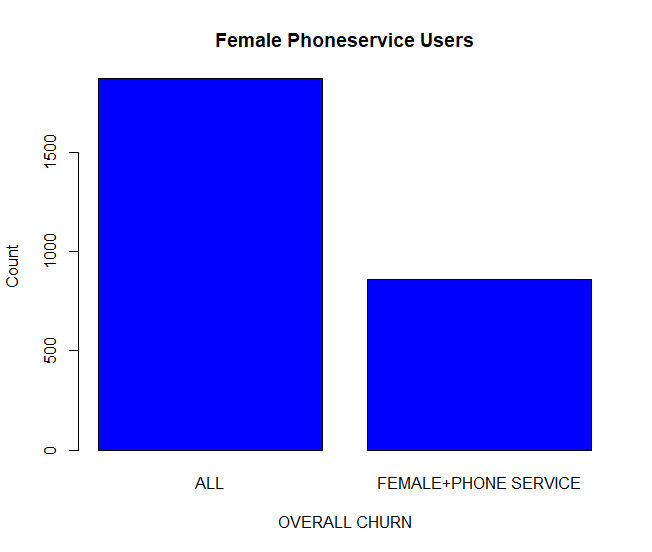 Female Phoneservice Users
Count
1500
1000
500
0
ALL
FEMALE+PHONE SERVICE
OVERALL CHURN